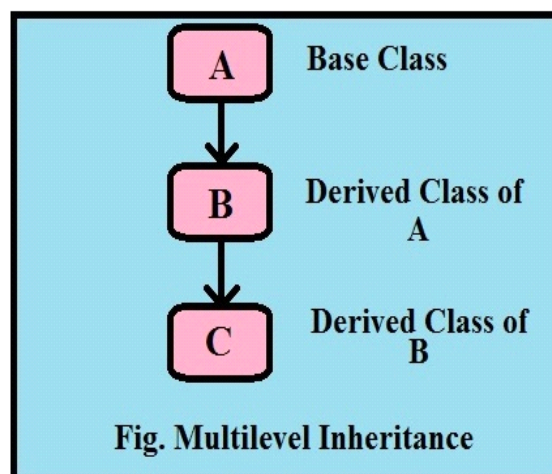 A
Base Class
B
Derived Class of
A
C
Derived Class of
B
Fig. Multilevel Inheritance